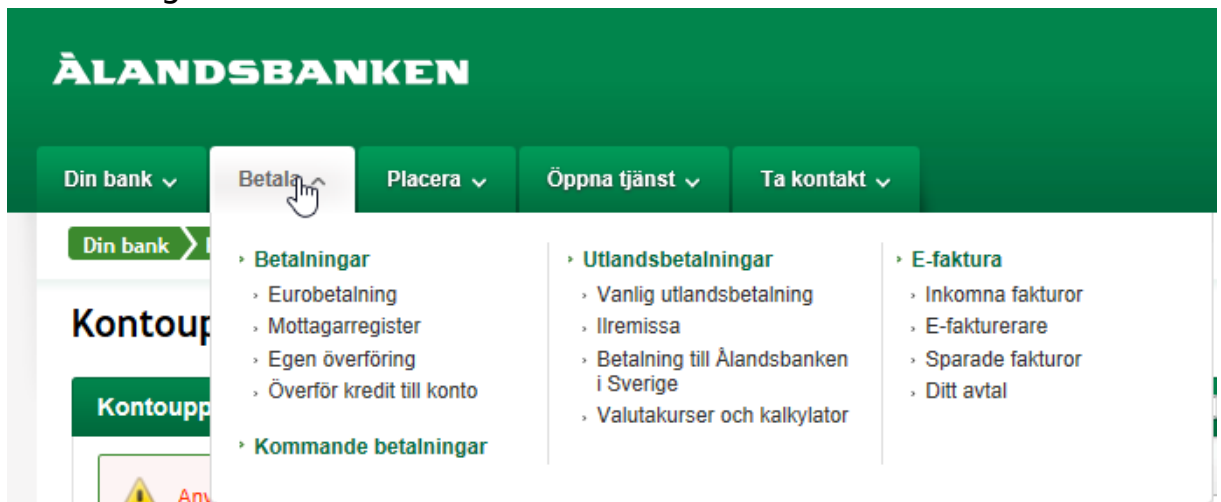 ÅLANDSBANKEN
Din bank Betala Placera Öppna tjänst Ta kontakt
Din bank
Kontoupp
Kontoupp
Betalningar
Eurobetalning
Mottagarregister
Egen överföring
Överför kredit till konto
Kommande betalningar
Utlandsbetalningar
Vanlig utlandsbetalning
Ilremissa
Betalning till Ålandsbanken
i Sverige
Valutakurser och kalkylator
E-faktura
Inkomna fakturor
E-fakturerare
Sparade fakturor
Ditt avtal